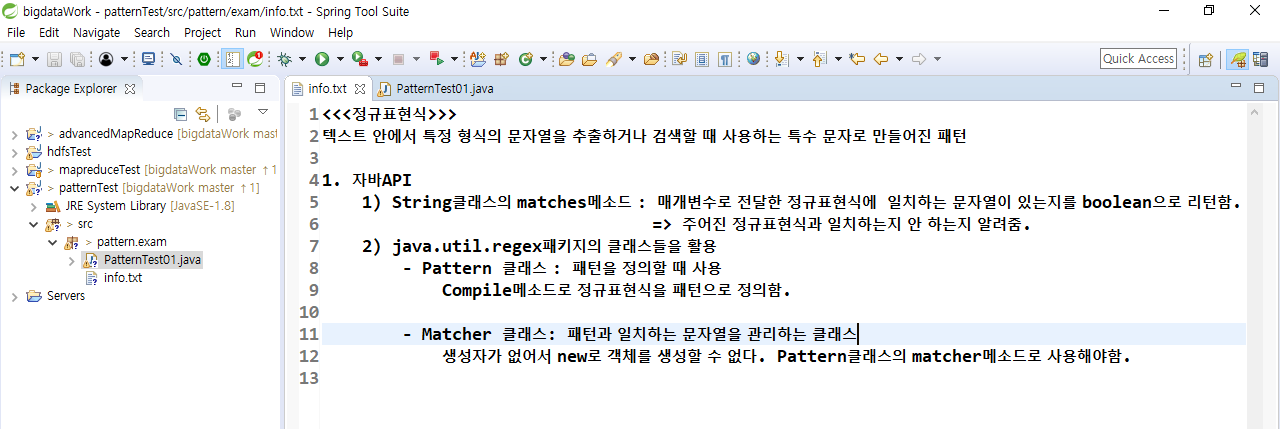 bigdataWork - patternTest/src/pattern/exam/info.txt - Spring Tool Suite
File Edit Navigate Search Project Run Window Help
Quick Access
Package Explorer
> advancedMapReduce [bigdataWork mast
hdfsTest
> mapreduceTest [bigdataWork master ↑1
> patternTest [bigdataWork master ↑1]
JRE System Library [JavaSE-1.8]
> src
> pattern.exam
PatternTest01.java
info.txt
Servers
info.txt
PatternTest01.java
1 <<<정규표현식>>>
2 텍스트 안에서 특정 형식의 문자열을 추출하거나 검색할 때 사용하는 특수 문자로 만들어진 패턴
3
4 1. 자바API
5 1) String클래스의 matches메소드 : 매개변수로 전달한 정규표현식에 일치하는 문자열이 있는지를 boolean으로 리턴함.
6 => 주어진 정규표현식과 일치하는지 안 하는지 알려줌.
7 2) java.util.regex패키지의 클래스들을 활용
8 - Pattern 클래스 : 패턴을 정의할 때 사용
9 Compile메소드로 정규표현식을 패턴으로 정의함.
10
11 - Matcher 클래스: 패턴과 일치하는 문자열을 관리하는 클래스
12 생성자가 없어서 new로 객체를 생성할 수 없다. Pattern클래스의 matcher메소드로 사용해야함.
13